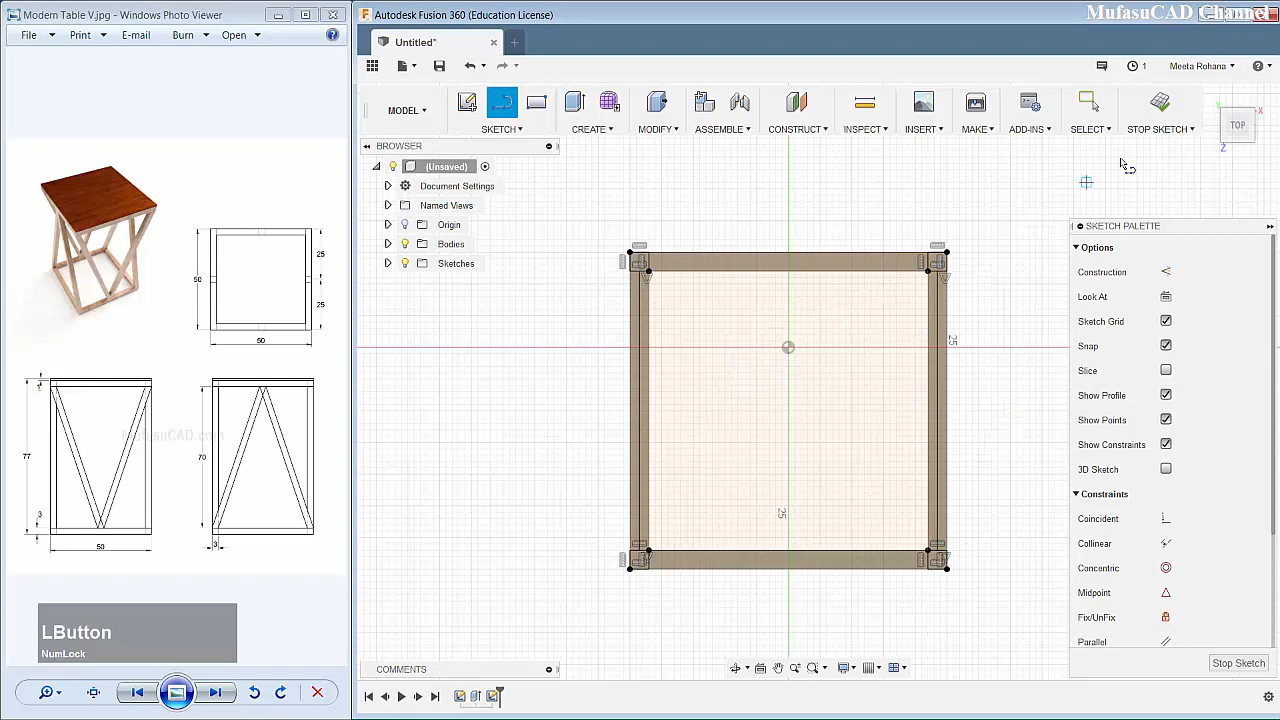 Modern Table V.jpg - Windows Photo Viewer
File
Print
E-mail
Burn
Open
50
25
25
50
77
3
50
70
3
MufasuCAD.com
LButton
NumLock
Autodesk Fusion 360 (Education License)
MufasuCAD Channel
Untitled*
1
Meeta Rohana
MODEL
SKETCH
CREATE
MODIFY
ASSEMBLE
CONSTRUCT
INSPECT
INSERT
MAKE
ADD-INS
SELECT
STOP SKETCH
TOP
X
Z
BROWSER
(Unsaved)
Document Settings
Named Views
Origin
Bodies
Sketches
25
25
SKETCH PALETTE
Options
Construction
Look At
Sketch Grid
Snap
Slice
Show Profile
Show Points
Show Constraints
3D Sketch
Constraints
Coincident
Collinear
Concentric
Midpoint
Fix/UnFix
Parallel
Stop Sketch
COMMENTS